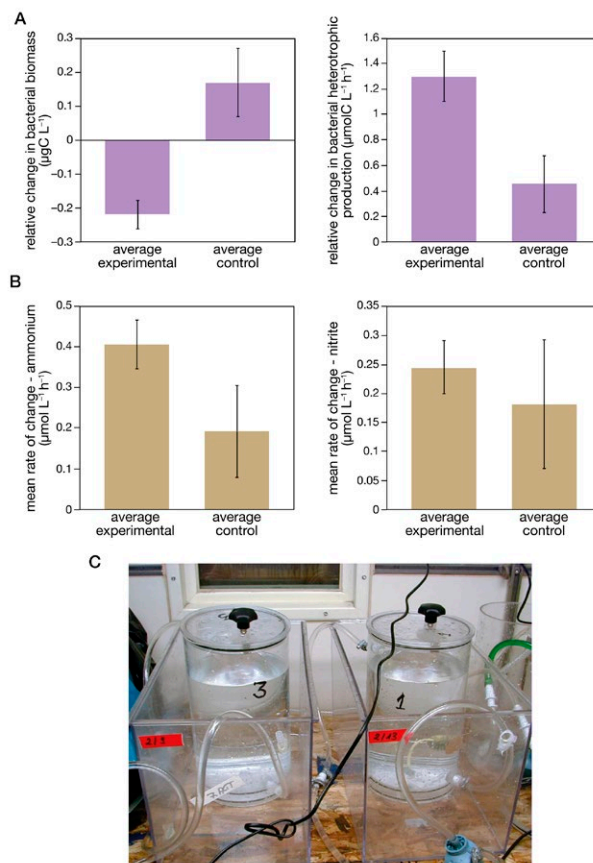 A
relative change in bacterial biomass
(µgC L⁻¹)
0.3
0.2
0.1
0
−0.1
−0.2
−0.3
average
experimental
average
control
relative change in bacterial heterotrophic
production (µmolC L⁻¹ h⁻¹)
1.6
1.4
1.2
1
0.8
0.6
0.4
0.2
0
average
experimental
average
control
B
mean rate of change - ammonium
(µmol L⁻¹ h⁻¹)
0.5
0.4
0.4
0.2
0.1
0
average
experimental
average
control
mean rate of change - nitrite
(µmol L⁻¹ h⁻¹)
0.35
0.3
0.25
0.2
0.15
0.1
0.05
0
average
experimental
average
control
C
3
1
2/3